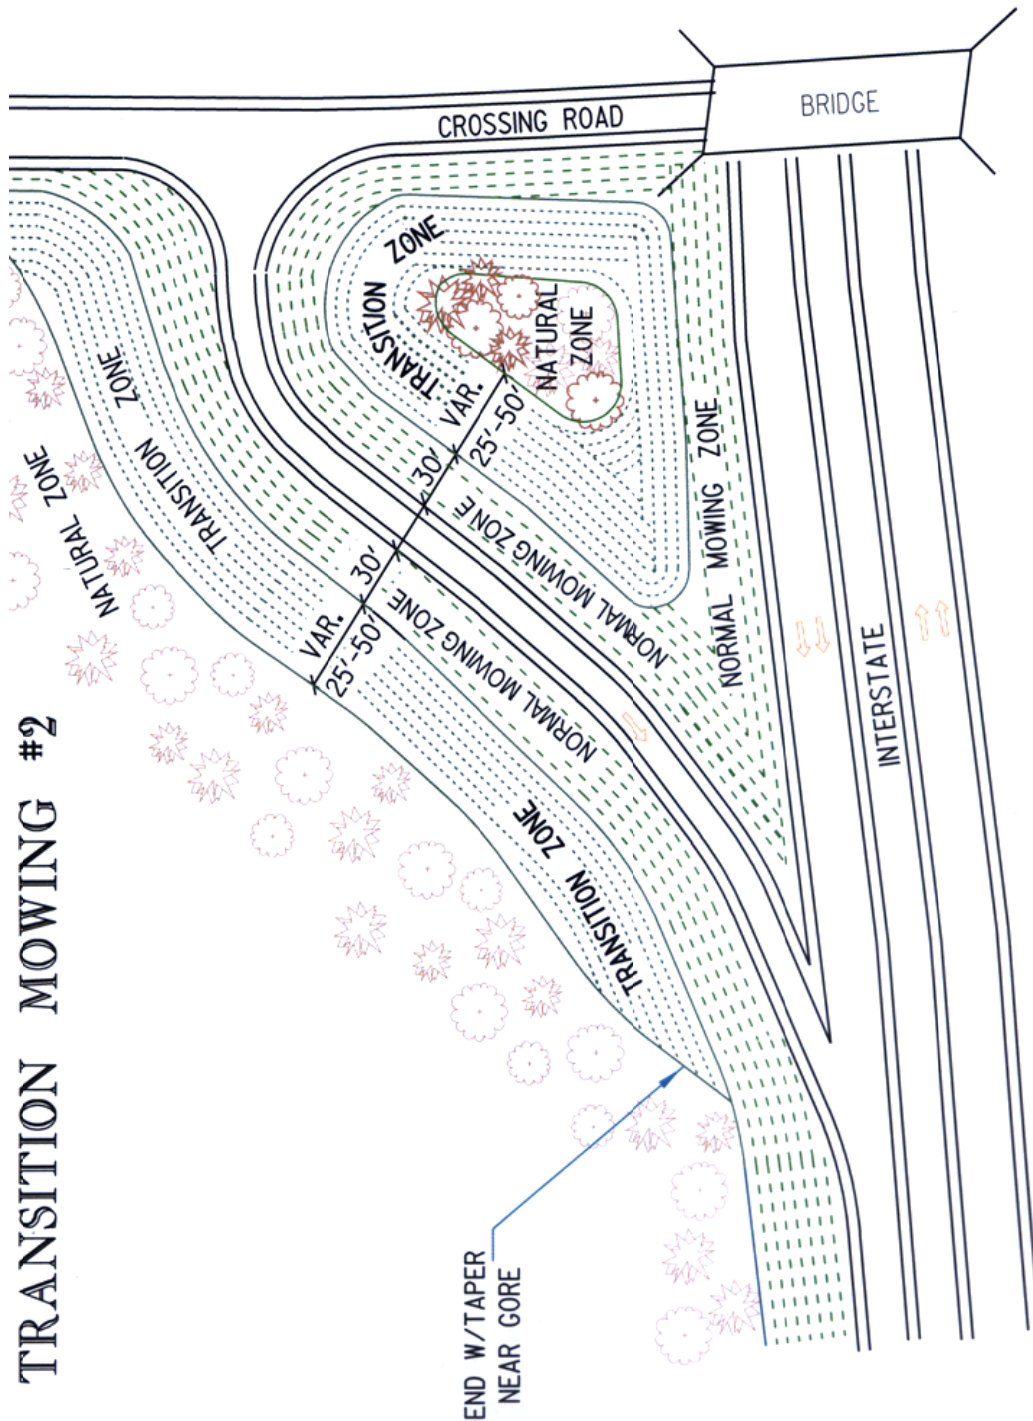 TRANSITION MOWING #2
CROSSING ROAD
BRIDGE
TRANSITION ZONE
NATURAL
ZONE
VAR.
25'-50'
30'
NORMAL MOWING ZONE
NORMAL MOWING ZONE
TRANSITION
ZONE
NATURAL ZONE
VAR.
25'-50'
30'
NORMAL MOWING ZONE
TRANSITION ZONE
INTERSTATE
END W/TAPER
NEAR GORE